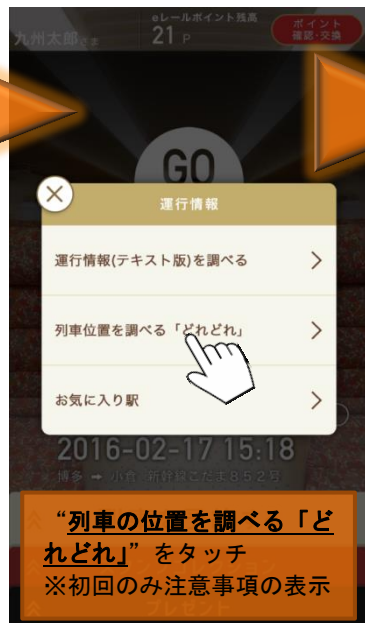 九州太郎さま
eレールポイント残高
21 P
ポイント
確認・交換
GO
運行情報
運行情報(テキスト版)を調べる
列車位置を調べる「どれどれ」
お気に入り駅
2016-02-17 15:18
博多 → 小倉 新幹線こだま852号
“列車の位置を調べる「ど
れどれ」”をタッチ
※初回のみ注意事項の表示
プレゼント